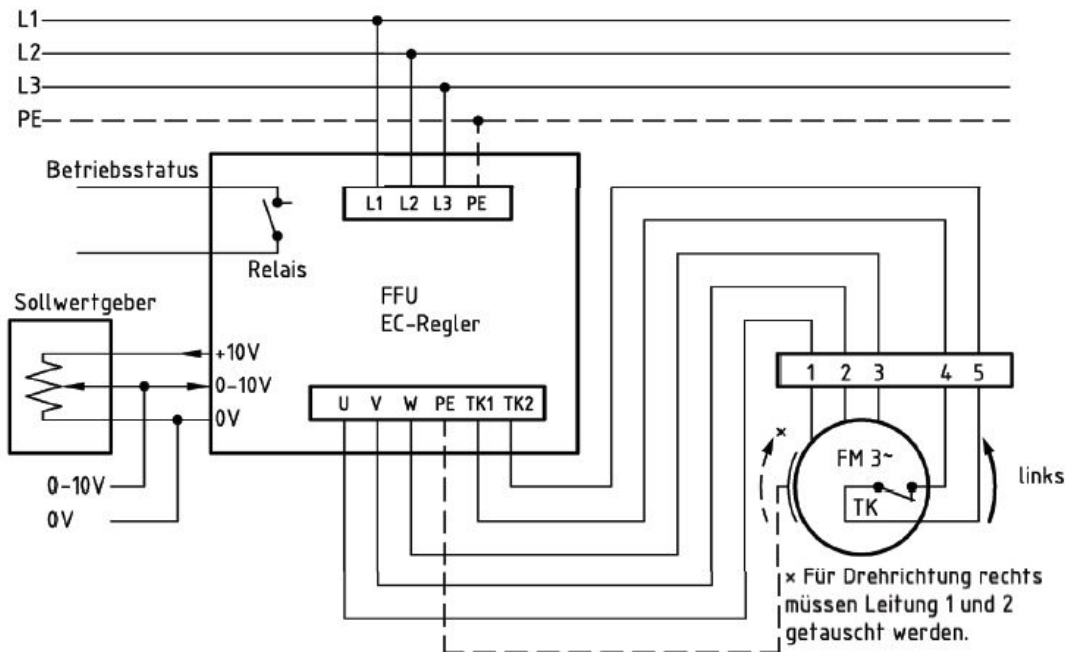 L1
L2
L3
PE
Betriebsstatus
L1 L2 L3 PE
Relais
FFU
EC-Regler
Sollwertgeber
+10V
0-10V
0V
U V W PE TK1 TK2
1 2 3 4 5
0-10V
0V
×
FM 3~
TK
links
× Für Drehrichtung rechts
müssen Leitung 1 und 2
getauscht werden.